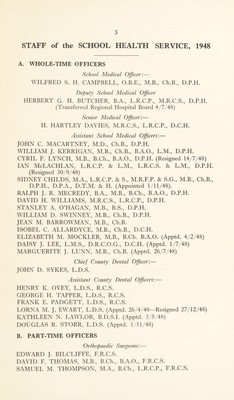 3
STAFF of the SCHOOL HEALTH SERVICE, 1948
A. WHOLE-TIME OFFICERS
School Medical Officer:—
WILFRED S. H. CAMPBELL, O.B.E., M.B., Ch.B., D.P.H.
Deputy School Medical Officer
HERBERT G. H. BUTCHER, B.A., L.R.C.P., M.R.C.S., D.P.H.
(Transferred Regional Hospital Board 4/7/48)
Senior Medical Officer:—
H. HARTLEY DAVIES, M.R.C.S., L.R.C.P., D.C.H.
Assistant School Medical Officers:—
JOHN C. MACARTNEY, M.D., Ch.B., D.P.H.
WILLIAM J. KERRIGAN, M.B., Ch.B., B.A.O., L.M., D.P.H.
CYRIL F. LYNCH, M.B., B.Ch., B.A.O., D.P.H. (Resigned 14/7/48)
IAN McLACHLAN, L.R.C.P. & L.M., L.R.C.S. & L.M., D.P.H.
(Resigned 30/9/48)
SIDNEY CHILDS, M.A., L.R.C.P. & S., M.R.F.P. & S.G., M.B., Ch.B.,
D.P.H., D.P.A., D.T.M. & H. (Appointed 1/11/48).
RALPH J. R. MECREDY, B.A., M.B., B.Ch., B.A.O., D.P.H.
DAVID H. WILLIAMS, M.R.C.S., L.R.C.P., D.P.H.
STANLEY A. O'HAGAN, M.B., B.S., D.P.H.
WILLIAM D. SWINNEY, M.B., Ch.B., D.P.H.
JEAN M. BARROWMAN, M.B., Ch.B.
ISOBEL C. ALLARDYCE, M.B., Ch.B., D.C.H.
ELIZABETH M. MOCKLER, M.B., B.Ch. B.A.O. (Apptd. 4/2/48)
DAISY J. LEE, L.M.S., D.R.C.O.G., D.C.H. (Apptd. 1/7/48)
MARGUERITE J. LUNN, M.B., Ch.B. (Apptd. 26/7/48)
Chief County Dental Officer:—
JOHN D. SYKES, L.D.S.
Assistant County Dental Officers:—
HENRY K. OVEY, L.D.S., R.C.S.
GEORGE H. TAPPER, L.D.S., R.C.S.
FRANK E. PADGETT, L.D.S., R.C.S.
LORNA M. J. EWART, L.D.S. (Apptd. 26/4/48—Resigned 27/12/48)
KATHLEEN N. LAWLOR, B.D.S.I. (Apptd. 3/5/48)
DOUGLAS R. STORR, L.D.S. (Apptd. 1/11/48)
B. PART-TIME OFFICERS
Orthopaedic Surgeons:—
EDWARD J. BILCLIFFE, F.R.C.S.
DAVID F. THOMAS, M.B., B.Ch., B.A.O., F.R.C.S.
SAMUEL M. THOMPSON, M.A., B.Ch., L.R.C.P., F.R.C.S.